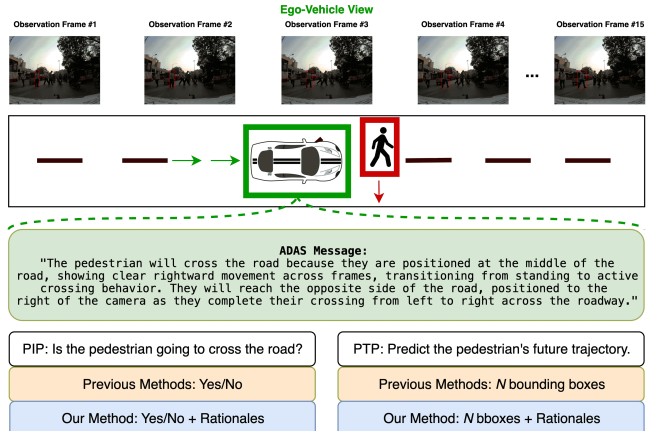 Ego-Vehicle View
Observation Frame #1
Observation Frame #2
Observation Frame #3
Observation Frame #4
Observation Frame #15
...
ADAS Message:
"The pedestrian will cross the road because they are positioned at the middle of the
road, showing clear rightward movement across frames, transitioning from standing to active
crossing behavior. They will reach the opposite side of the road, positioned to the
right of the camera as they complete their crossing from left to right across the roadway."
PIP: Is the pedestrian going to cross the road?
Previous Methods: Yes/No
Our Method: Yes/No + Rationales
PTP: Predict the pedestrian's future trajectory.
Previous Methods: N bounding boxes
Our Method: N bboxes + Rationales